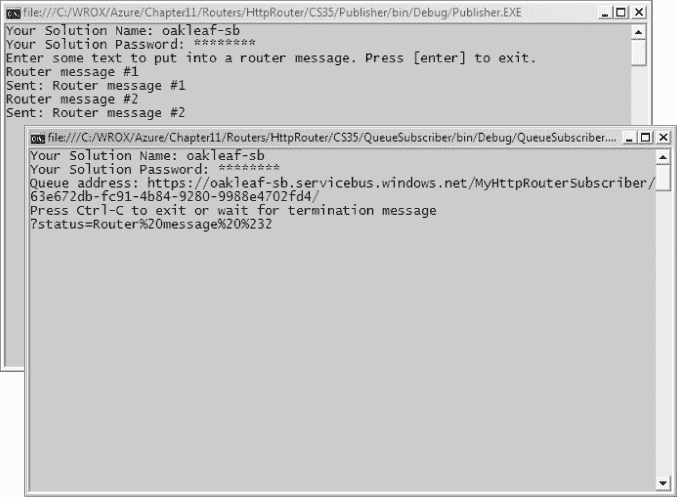 file:///C:/WROX/Azure/Chapter11/Routers/HttpRouter/CS35/Publisher/bin/Debug/Publisher.EXE
Your Solution Name: oakleaf-sb
Your Solution Password: ********
Enter some text to put into a router message. Press [enter] to exit.
Router message #1
Sent: Router message #1
Router message #2
Sent: Router message #2
file:///C:/WROX/Azure/Chapter11/Routers/HttpRouter/CS35/QueueSubscriber/bin/Debug/QueueSubscriber....
Your Solution Name: oakleaf-sb
Your Solution Password: ********
Queue address: https://oakleaf-sb.servicebus.windows.net/MyHttpRouterSubscriber/
63e672db-fc91-4b84-9280-9988e4702fd4/
Press Ctrl-C to exit or wait for termination message
?status=Router%20message%20%232